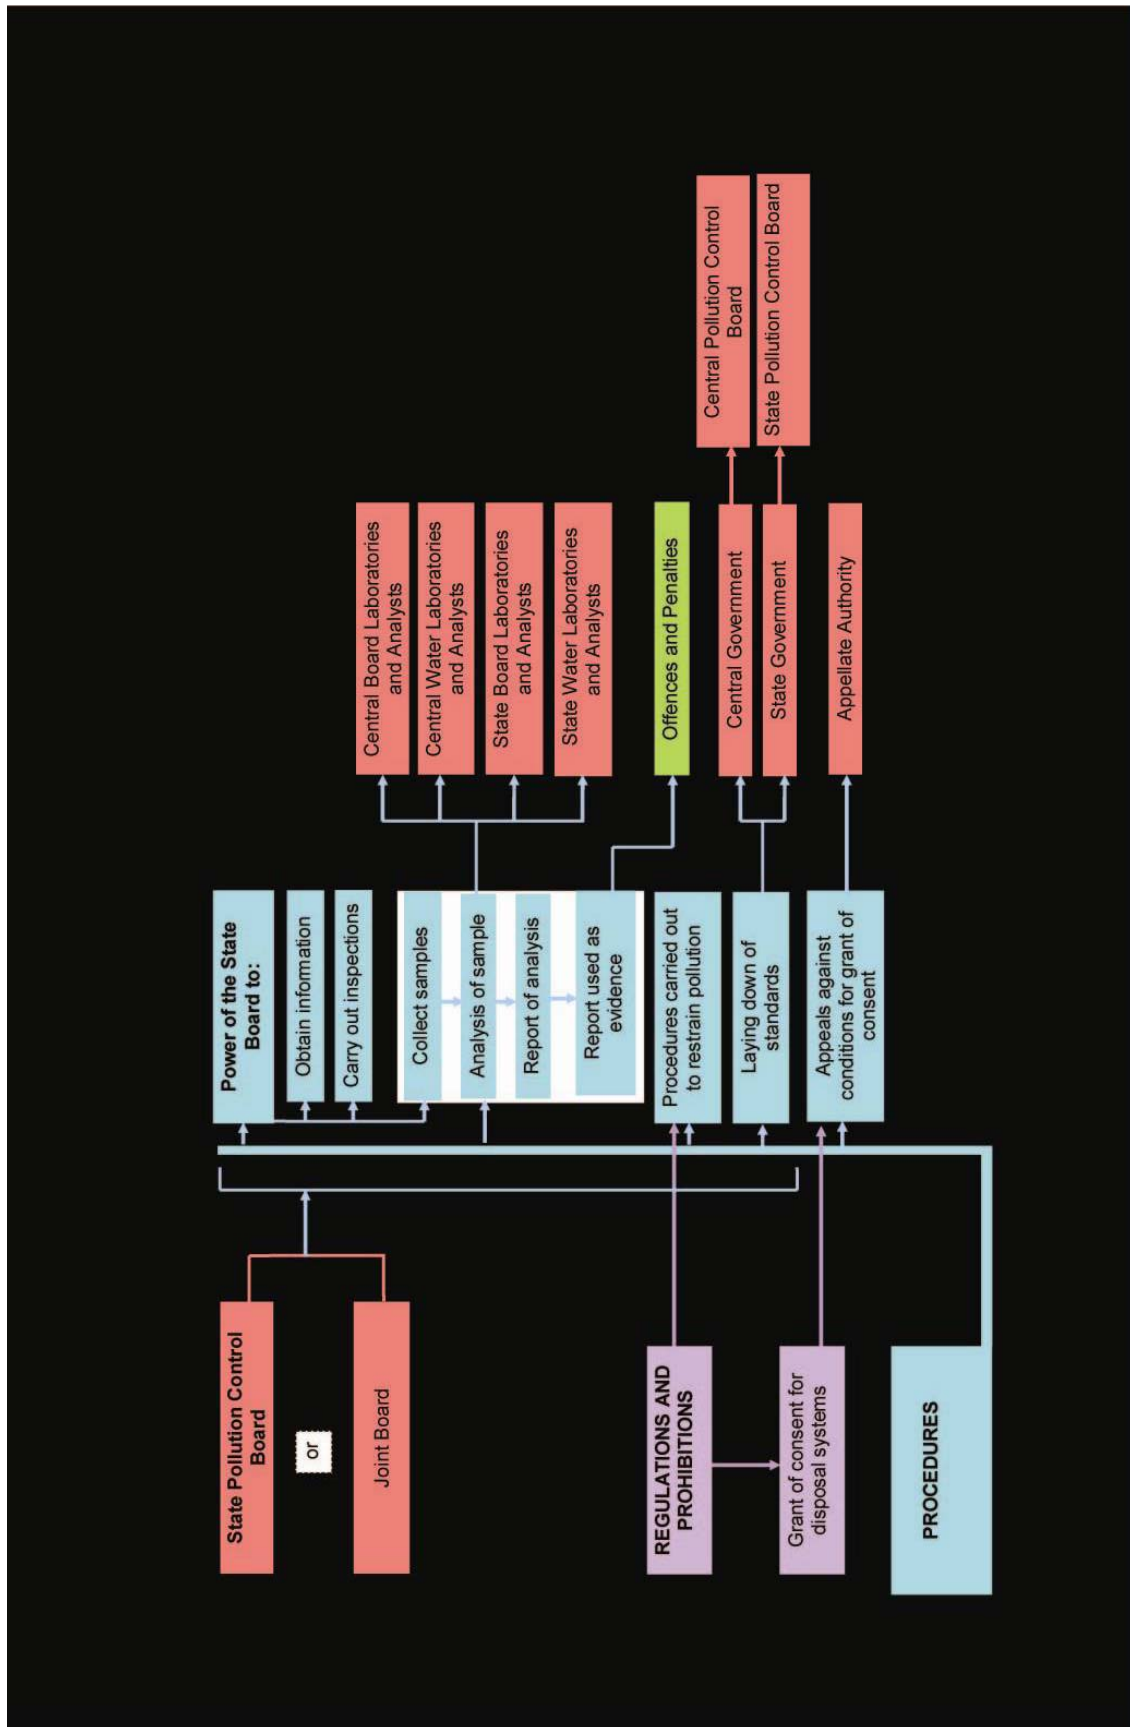 State Pollution Control
Board
or
Joint Board
REGULATIONS AND
PROHIBITIONS
Grant of consent for
disposal systems
PROCEDURES
Power of the State
Board to:
Obtain information
Carry out inspections
Collect samples
Analysis of sample
Report of analysis
Report used as
evidence
Procedures carried out
to restrain pollution
Laying down of
standards
Appeals against
conditions for grant of
consent
Central Board Laboratories
and Analysts
Central Water Laboratories
and Analysts
State Board Laboratories
and Analysts
State Water Laboratories
and Analysts
Offences and Penalties
Central Government
State Government
Appellate Authority
Central Pollution Control
Board
State Pollution Control Board